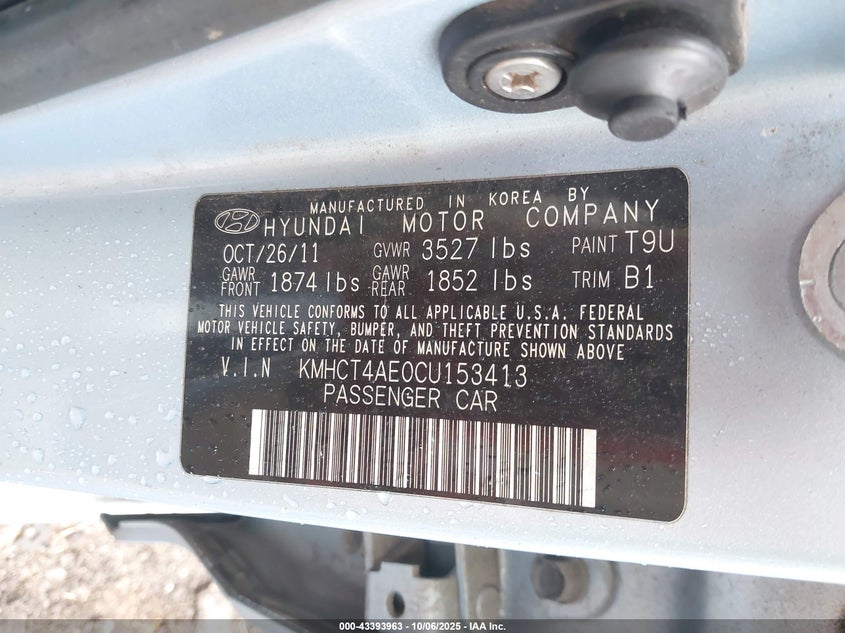 MANUFACTURED IN KOREA BY
HYUNDAI MOTOR COMPANY
OCT/26/11 GVWR 3527 lbs PAINT T9U
GAWR FRONT 1874 lbs GAWR REAR 1852 lbs TRIM B1
THIS VEHICLE CONFORMS TO ALL APPLICABLE U.S.A. FEDERAL
MOTOR VEHICLE SAFETY, BUMPER, AND THEFT PREVENTION STANDARDS
IN EFFECT ON THE DATE OF MANUFACTURE SHOWN ABOVE
V.I.N KMHCT4AE0CU153413
PASSENGER CAR
000-43393963 - 10/06/2025 - IAA Inc.